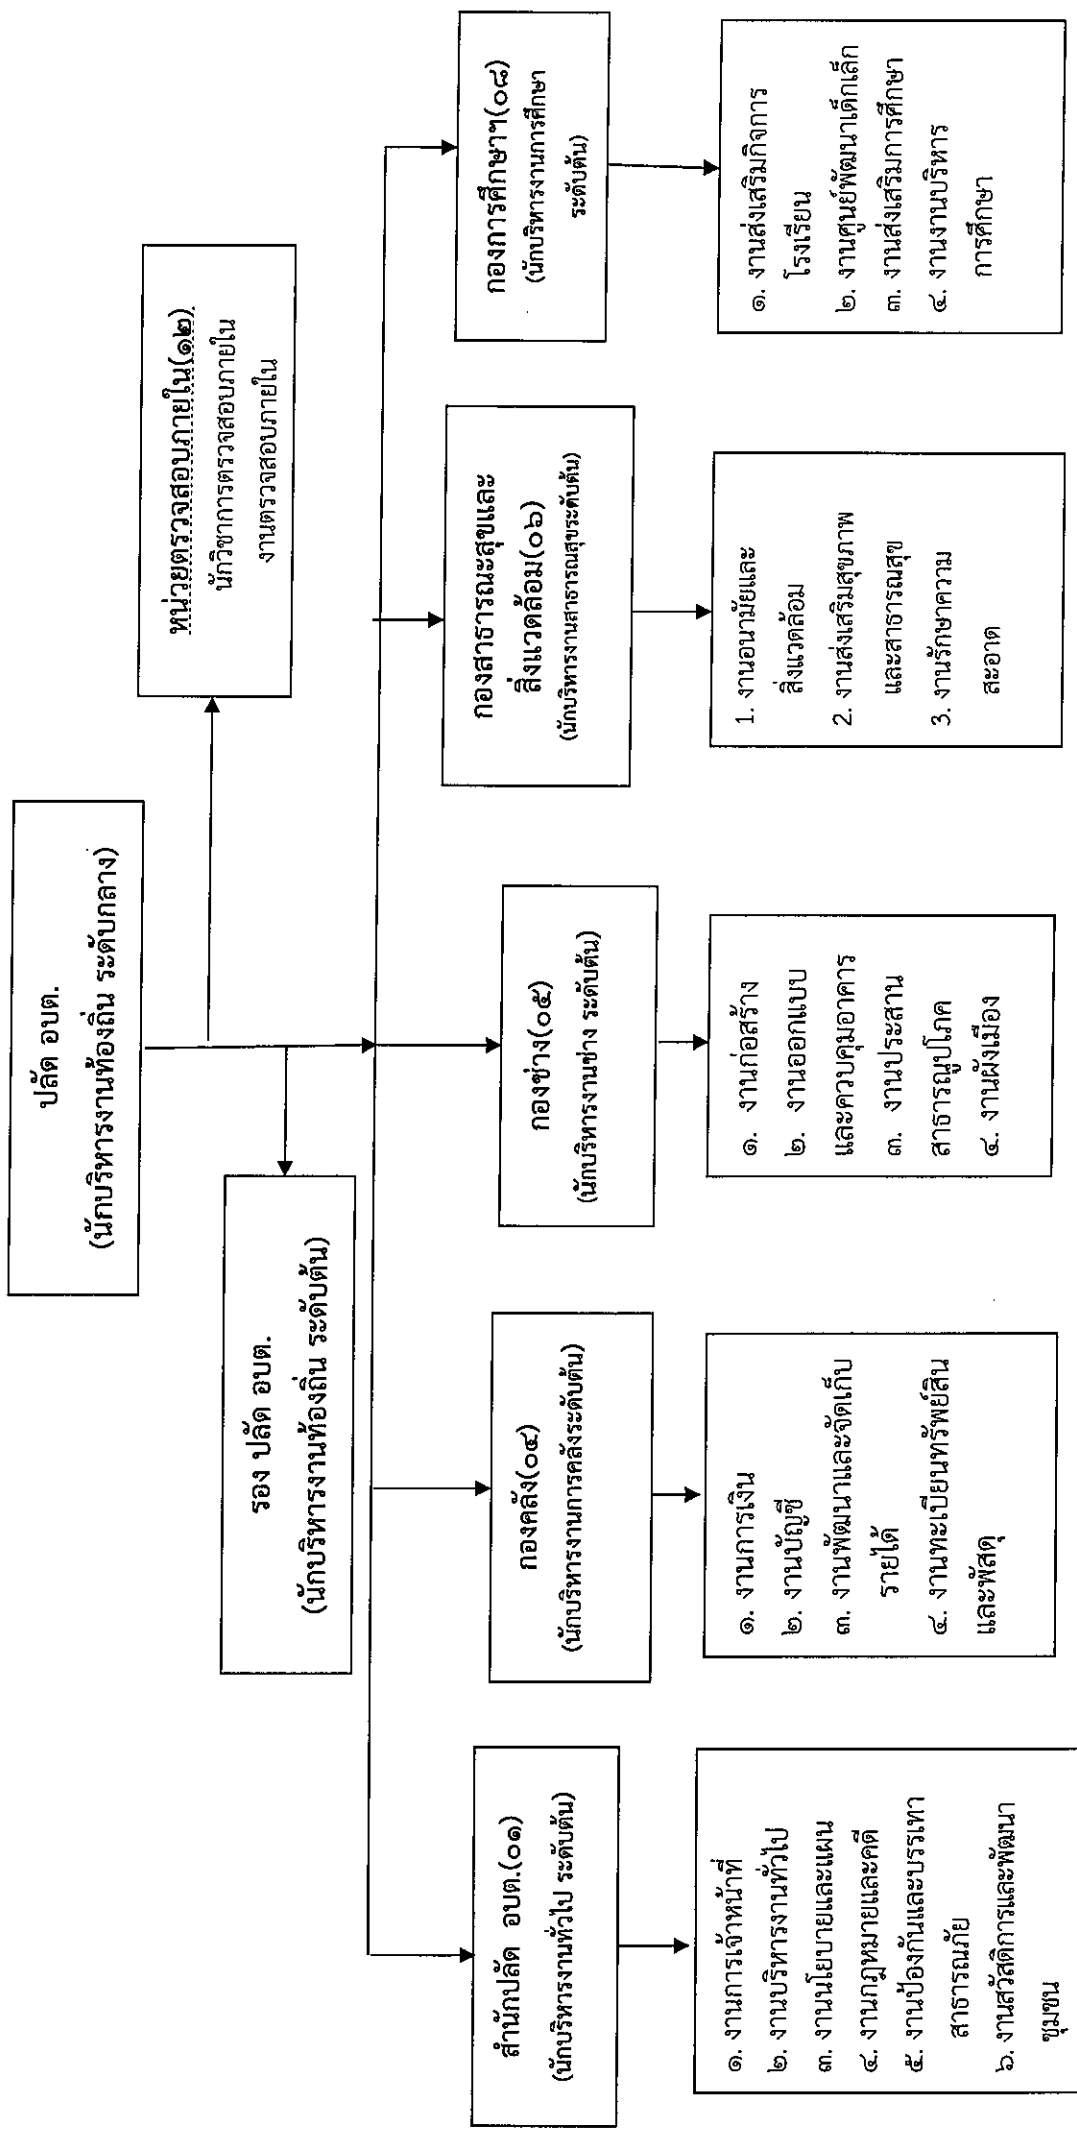 ปลัด อบต.
(นักบริหารงานท้องถิ่น ระดับกลาง)
หน่วยตรวจสอบภายใน(๑๒)
นักวิชาการตรวจสอบภายใน
งานตรวจสอบภายใน
รอง ปลัด อบต.
(นักบริหารงานท้องถิ่น ระดับต้น)
สำนักปลัด อบต.(๐๑)
(นักบริหารงานทั่วไป ระดับต้น)
กองคลัง(๐๔)
(นักบริหารงานการคลังระดับต้น)
กองช่าง(๐๕)
(นักบริหารงานช่าง ระดับต้น)
กองสาธารณะสุขและ
สิ่งแวดล้อม(๐๖)
(นักบริหารงานสาธารณสุขระดับต้น)
กองการศึกษาฯ(๐๘)
(นักบริหารงานการศึกษา
ระดับต้น)
๑. งานการเจ้าหน้าที่
๒. งานบริหารงานทั่วไป
๓. งานนโยบายและแผน
๔. งานกฎหมายและคดี
๕. งานป้องกันและบรรเทา
สาธารณภัย
๖. งานสวัสดิการและพัฒนา
ชุมชน
๑. งานการเงิน
๒. งานบัญชี
๓. งานพัฒนาและจัดเก็บ
รายได้
๔. งานทะเบียนทรัพย์สิน
และพัสดุ
๑. งานก่อสร้าง
๒. งานออกแบบ
และควบคุมอาคาร
๓. งานประสาน
สาธารณูปโภค
๔. งานผังเมือง
1. งานอนามัยและ
สิ่งแวดล้อม
2. งานส่งเสริมสุขภาพ
และสาธารณสุข
3. งานรักษาความ
สะอาด
๑. งานส่งเสริมกิจการ
โรงเรียน
๒. งานศูนย์พัฒนาเด็กเล็ก
๓. งานส่งเสริมการศึกษา
๔. งานงานบริหาร
การศึกษา